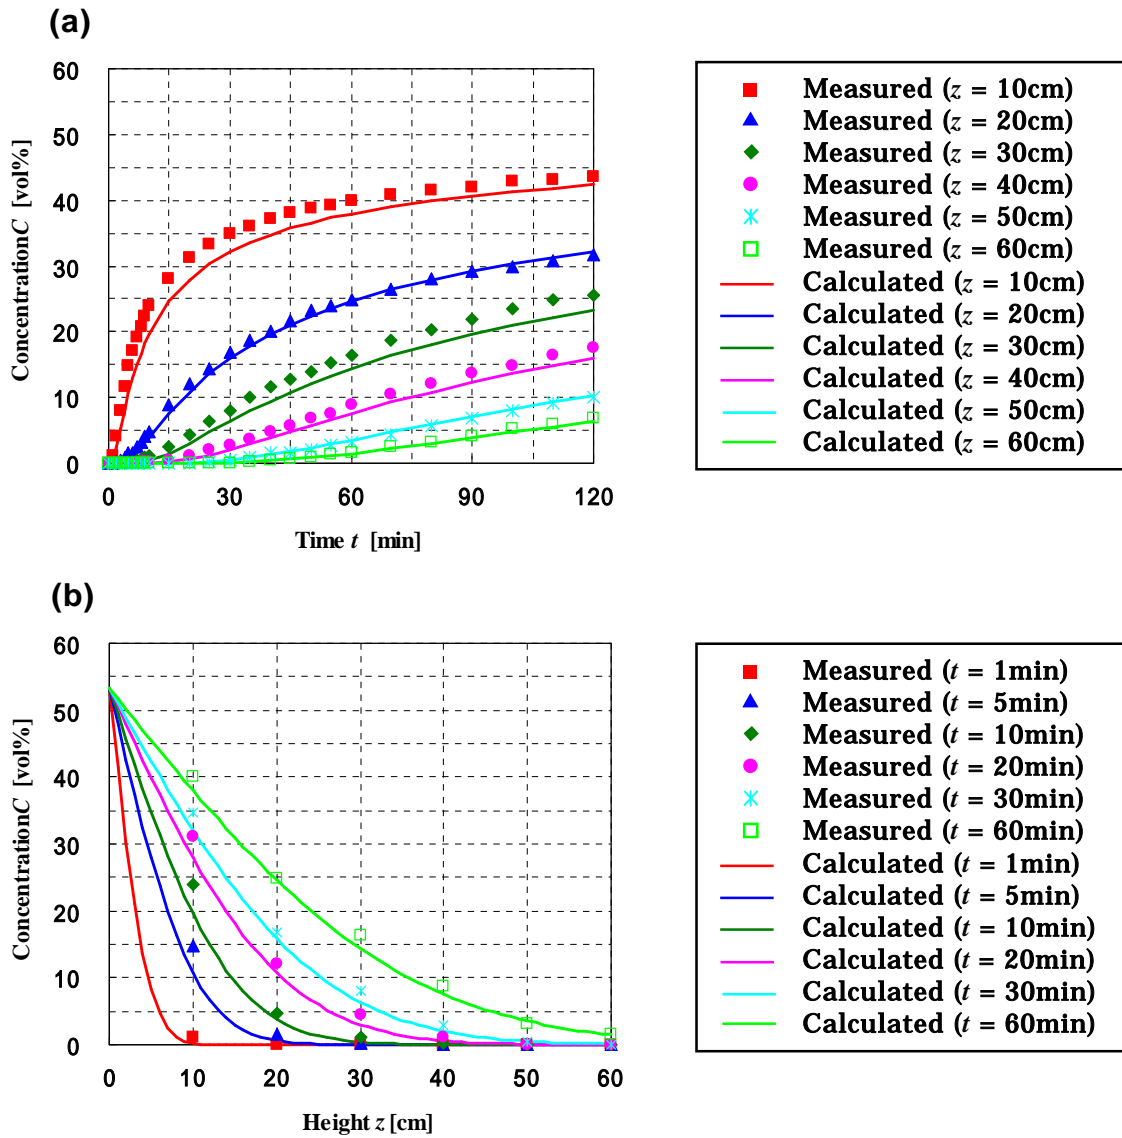 (a)
60
50
40
30
20
10
0
Concentration C [vol%]
0 30 60 90 120
Time t [min]
Measured (z = 10cm)
Measured (z = 20cm)
Measured (z = 30cm)
Measured (z = 40cm)
Measured (z = 50cm)
Measured (z = 60cm)
Calculated (z = 10cm)
Calculated (z = 20cm)
Calculated (z = 30cm)
Calculated (z = 40cm)
Calculated (z = 50cm)
Calculated (z = 60cm)
(b)
60
50
40
30
20
10
0
Concentration C [vol%]
0 10 20 30 40 50 60
Height z [cm]
Measured (t = 1min)
Measured (t = 5min)
Measured (t = 10min)
Measured (t = 20min)
Measured (t = 30min)
Measured (t = 60min)
Calculated (t = 1min)
Calculated (t = 5min)
Calculated (t = 10min)
Calculated (t = 20min)
Calculated (t = 30min)
Calculated (t = 60min)